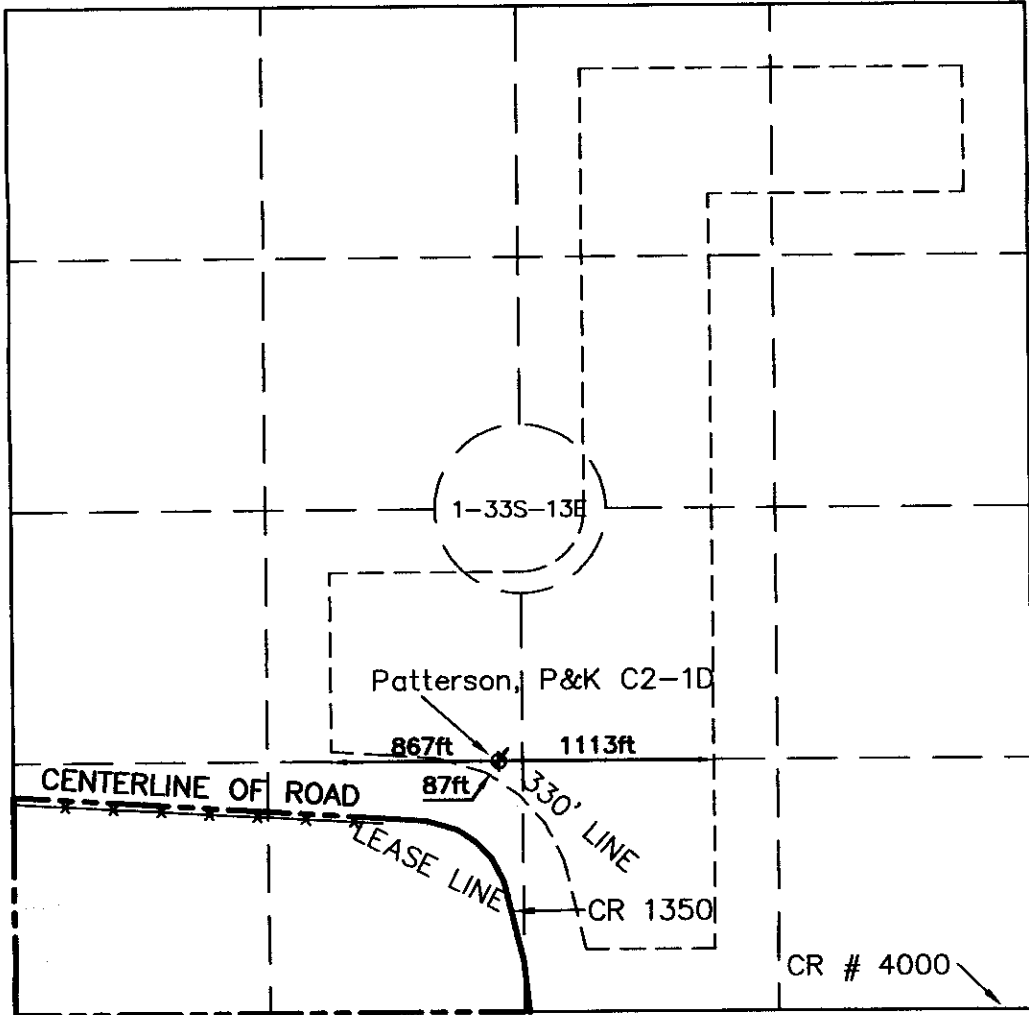 1-33S-13E
Patterson, P&K C2-1D
867ft
1113ft
87ft
330' LINE
CENTERLINE OF ROAD
LEASE LINE
CR 1350
CR # 4000